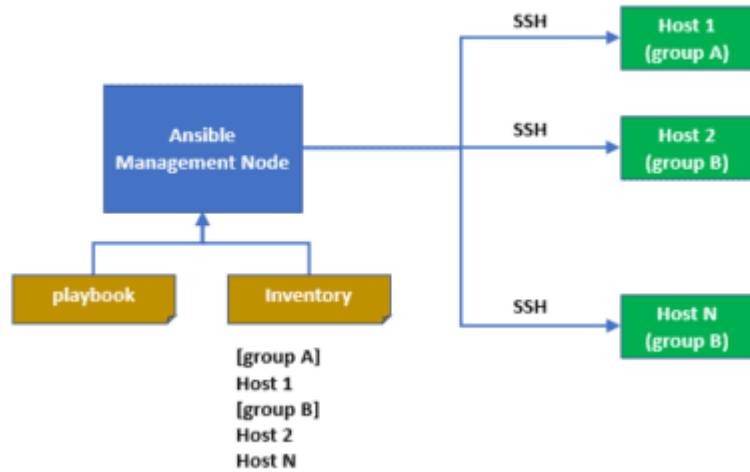 SSH
Host 1
(group A)
Ansible
Management Node
SSH
Host 2
(group B)
playbook
Inventory
SSH
Host N
(group B)
[group A]
Host 1
[group B]
Host 2
Host N